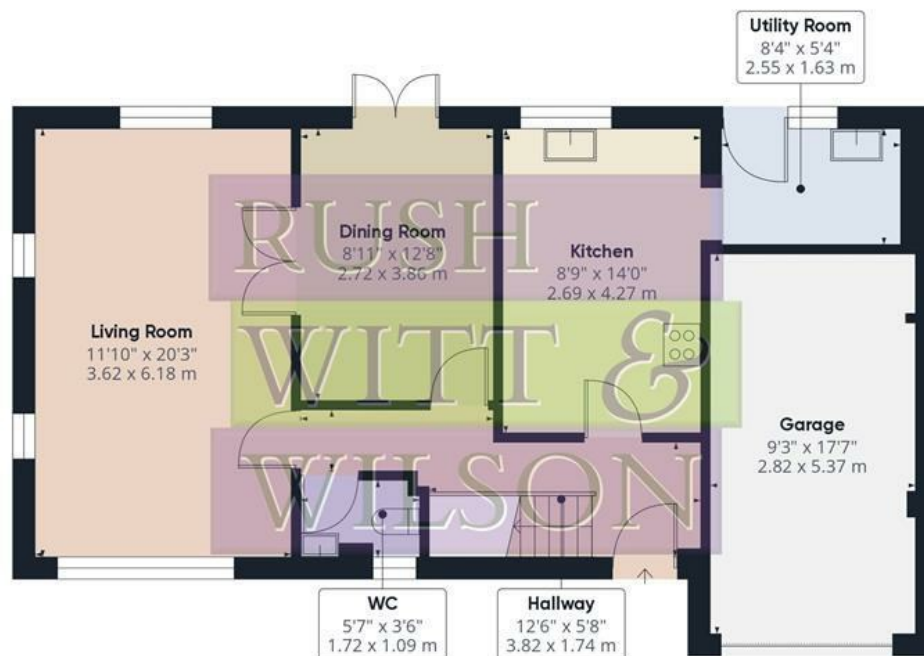 Utility Room
8'4" x 5'4"
2.55 x 1.63 m
RUSH
WITT &
WILSON
Dining Room
8'11" x 12'8"
2.72 x 3.86 m
Kitchen
8'9" x 14'0"
2.69 x 4.27 m
Living Room
11'10" x 20'3"
3.62 x 6.18 m
Garage
9'3" x 17'7"
2.82 x 5.37 m
WC
5'7" x 3'6"
1.72 x 1.09 m
Hallway
12'6" x 5'8"
3.82 x 1.74 m